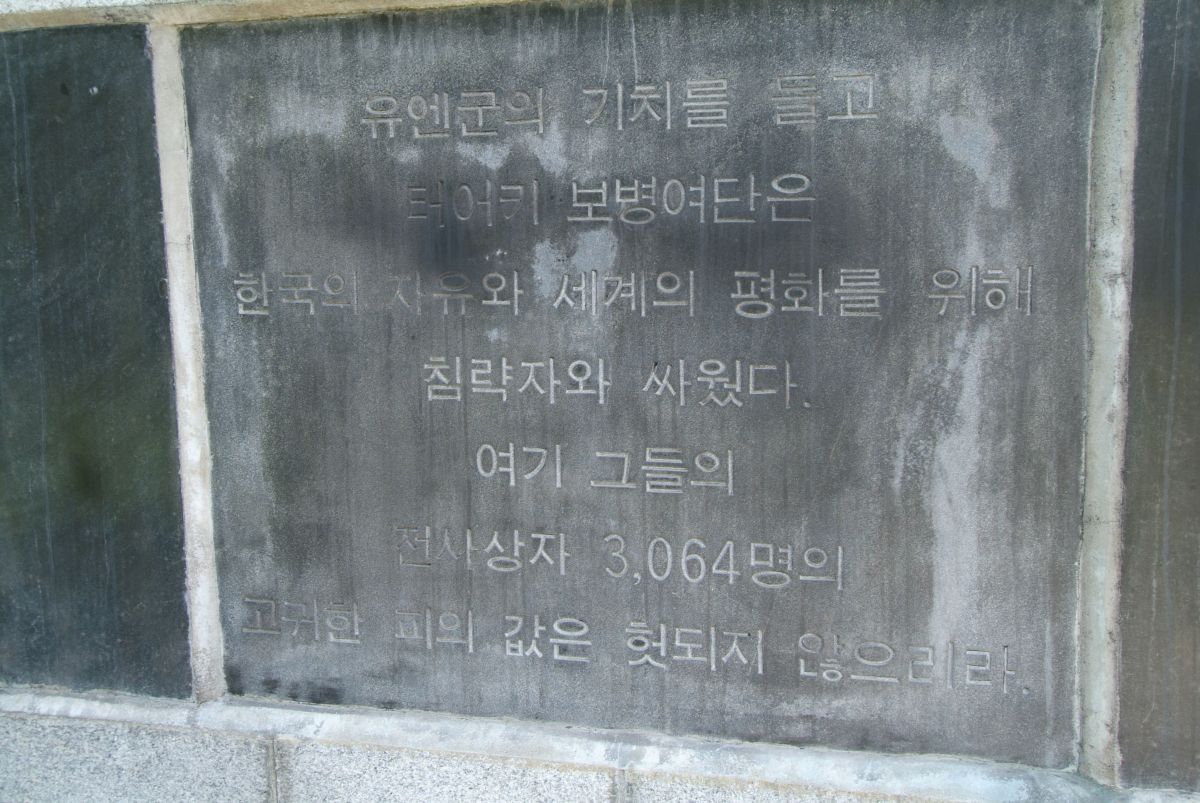 유엔군의 기치를 들고
터어키 보병여단은
한국의 자유와 세계의 평화를 위해
침략자와 싸웠다.
여기 그들의
전사상자 3,064명의
고귀한 피의 값은 헛되지 않으리라.